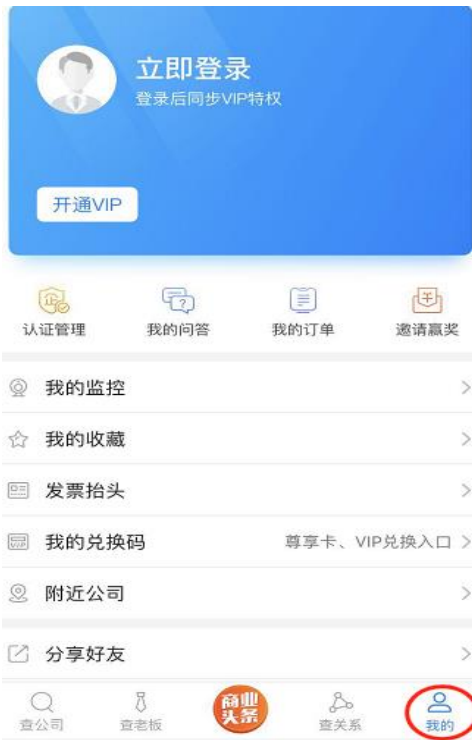 立即登录
登录后同步VIP特权
开通VIP
认证管理 我的问答 我的订单 邀请赢奖
我的监控
我的收藏
发票抬头
我的兑换码 尊享卡、VIP兑换入口
附近公司
分享好友
商业头条
查公司 查老板 查关系 我的